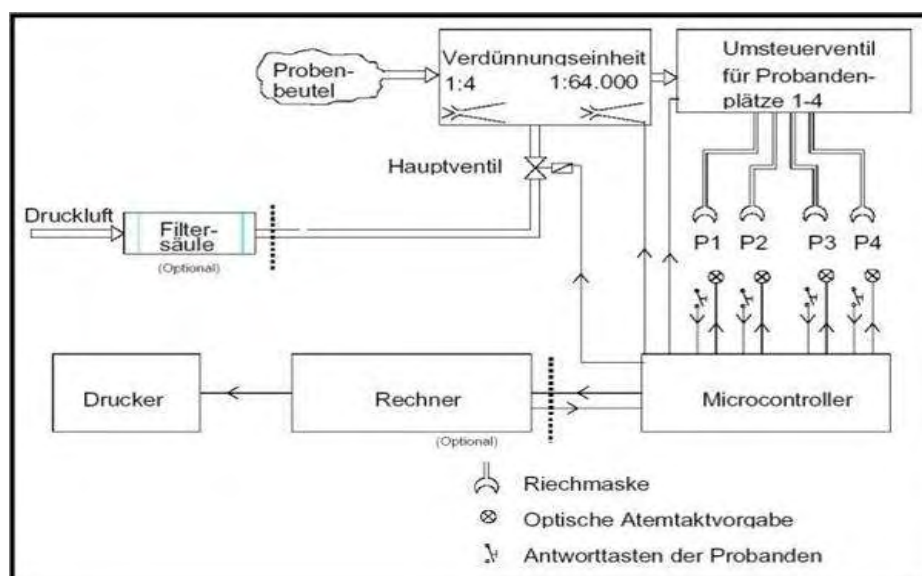 Proben-
beutel
Verdünnungseinheit
1:4 1:64.000
Umsteuerventil
für Probanden-
plätze 1-4
Hauptventil
Druckluft
Filter-
säule
(Optional)
P1 P2 P3 P4
Drucker
Rechner
(Optional)
Microcontroller
Riechmaske
Optische Atemtaktvorgabe
Antworttasten der Probanden